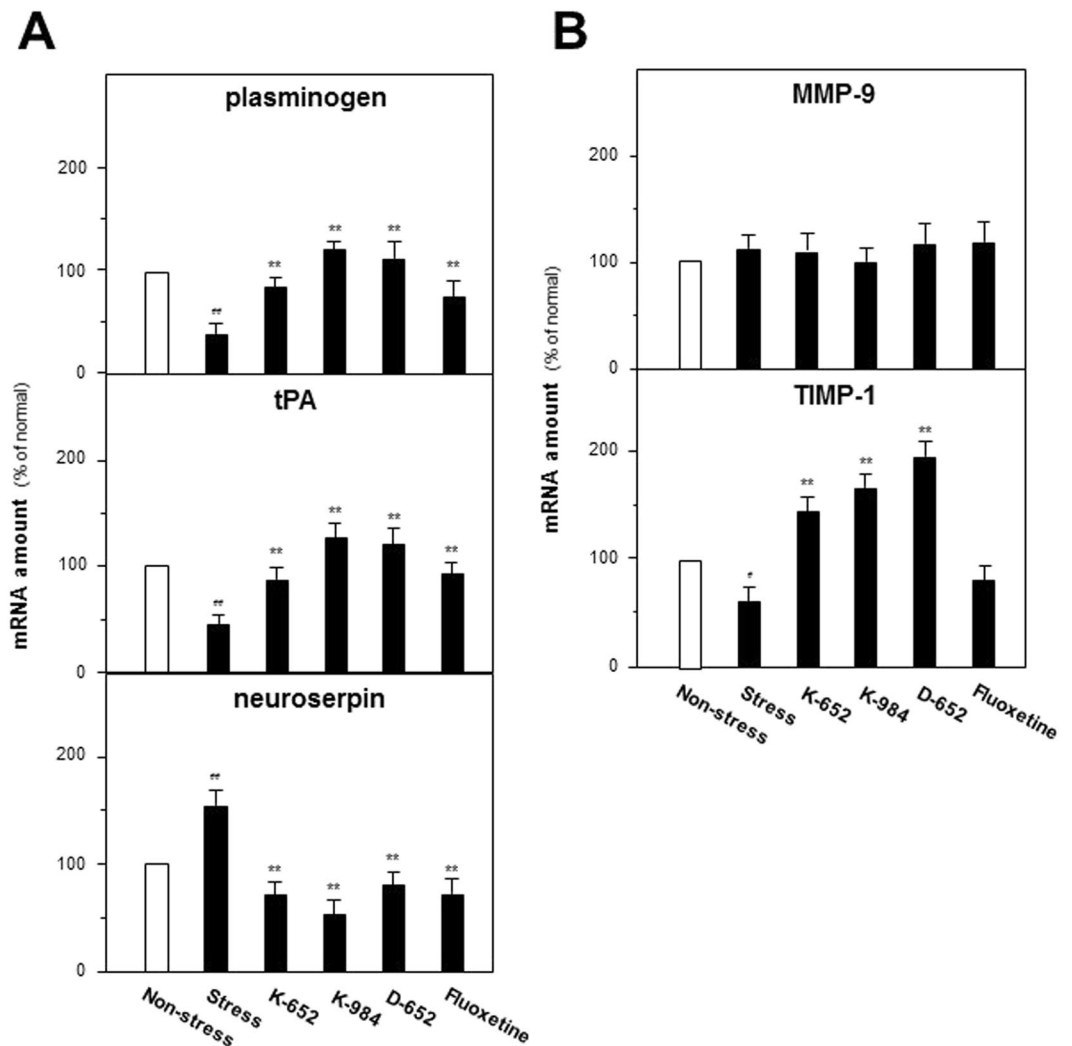 A
plasminogen
200
100
0
##
**
**
**
**
tPA
200
100
0
##
**
**
**
**
neuroserpin
200
100
0
##
**
**
**
**
mRNA amount (% of normal)
Non-stress
Stress
K-652
K-984
D-652
Fluoxetine
B
MMP-9
200
100
0
TIMP-1
200
100
0
#
**
**
**
mRNA amount (% of normal)
Non-stress
Stress
K-652
K-984
D-652
Fluoxetine